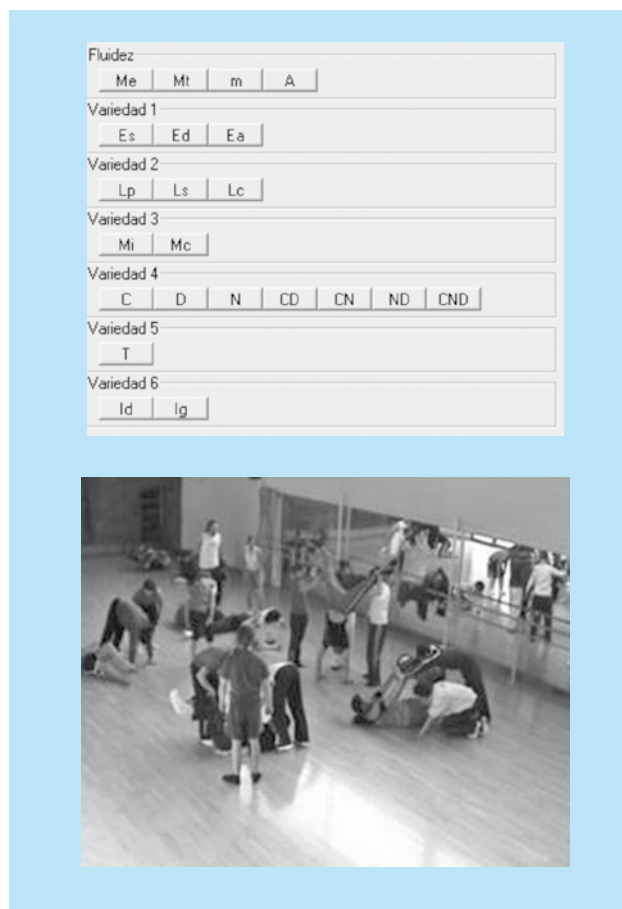 Fluidez
Me Mt m A
Variedad 1
Es Ed Ea
Variedad 2
Lp Ls Lc
Variedad 3
Mi Mc
Variedad 4
C D N CD CN ND CND
Variedad 5
T
Variedad 6
Id Ig